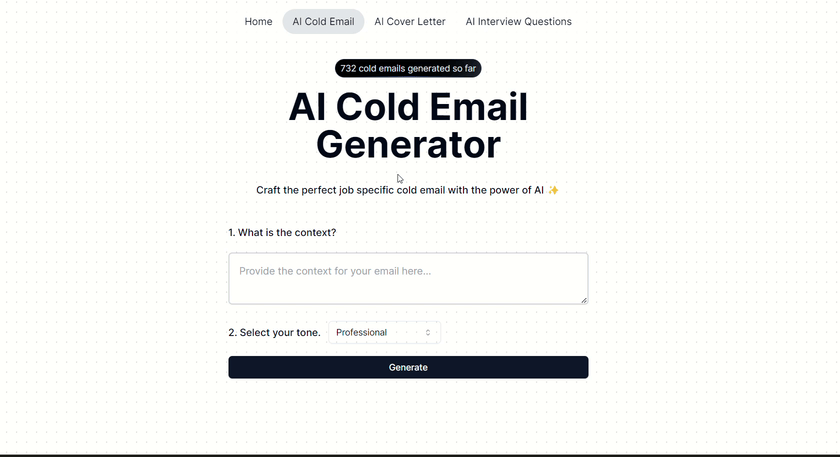 Home AI Cold Email AI Cover Letter AI Interview Questions
732 cold emails generated so far
AI Cold Email
Generator
Craft the perfect job specific cold email with the power of AI ✨
1. What is the context?
Provide the context for your email here...
2. Select your tone. Professional
Generate